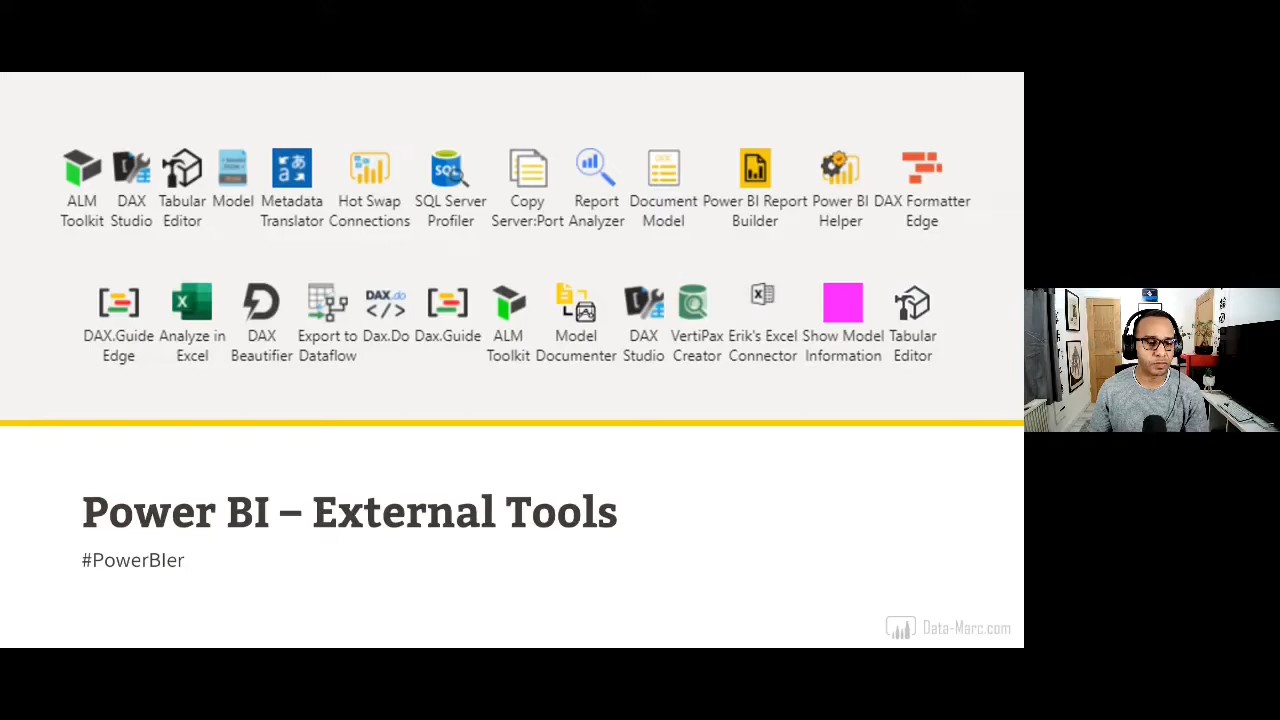 ALM DAX Tabular Model Metadata Hot Swap SQL Server Copy Report Document Power BI Report Power BI DAX Formatter
Toolkit Studio Editor Translator Connections Profiler Server:Port Analyzer Model Builder Helper Edge
DAX.Guide Analyze in DAX Export to Dax.Do Dax.Guide ALM Model DAX VertiPax Erik's Excel Show Model Tabular
Edge Excel Beautifier Dataflow Toolkit Documenter Studio Creator Connector Information Editor
Power BI – External Tools
#PowerBIer
Data-Marc.com